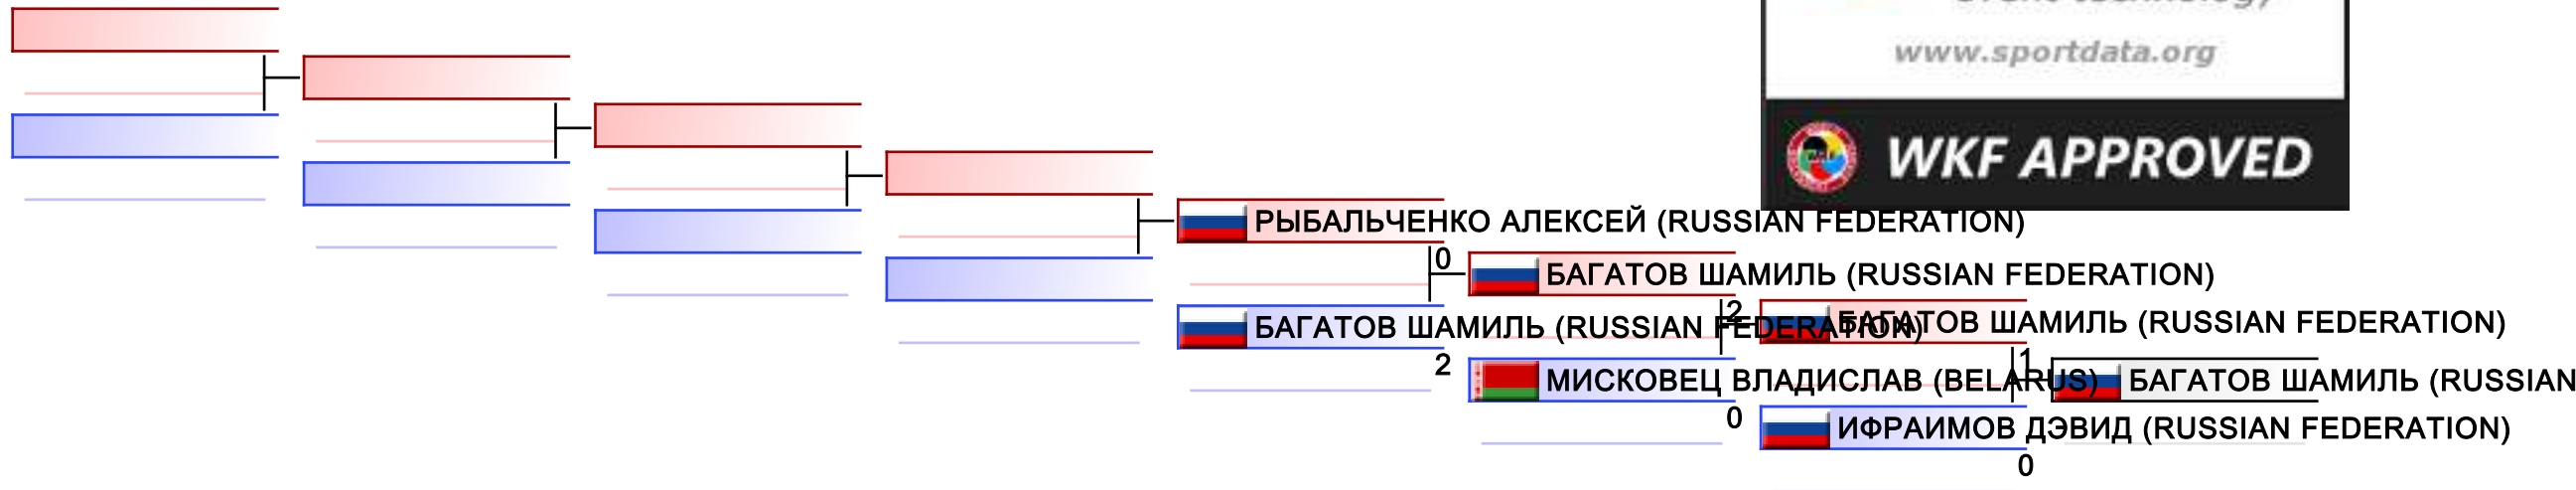 www.sportdata.org
WKF APPROVED
РЫБАЛЬЧЕНКО АЛЕКСЕЙ (RUSSIAN FEDERATION)
0
БАГАТОВ ШАМИЛЬ (RUSSIAN FEDERATION)
2
БАГАТОВ ШАМИЛЬ (RUSSIAN FEDERATION)
БАГАТОВ ШАМИЛЬ (RUSSIAN FEDERATION)
1
2
МИСКОВЕЦ ВЛАДИСЛАВ (BELARUS)
БАГАТОВ ШАМИЛЬ (RUSSIAN
0
ИФРАИМОВ ДЭВИД (RUSSIAN FEDERATION)
0